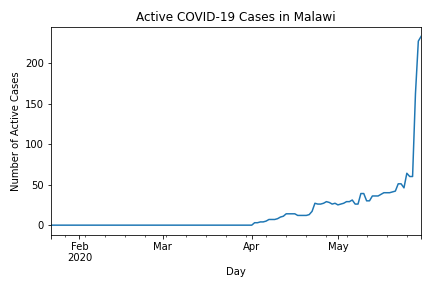 Active COVID-19 Cases in Malawi
Number of Active Cases
200
150
100
50
0
Feb
2020
Mar
Apr
May
Day